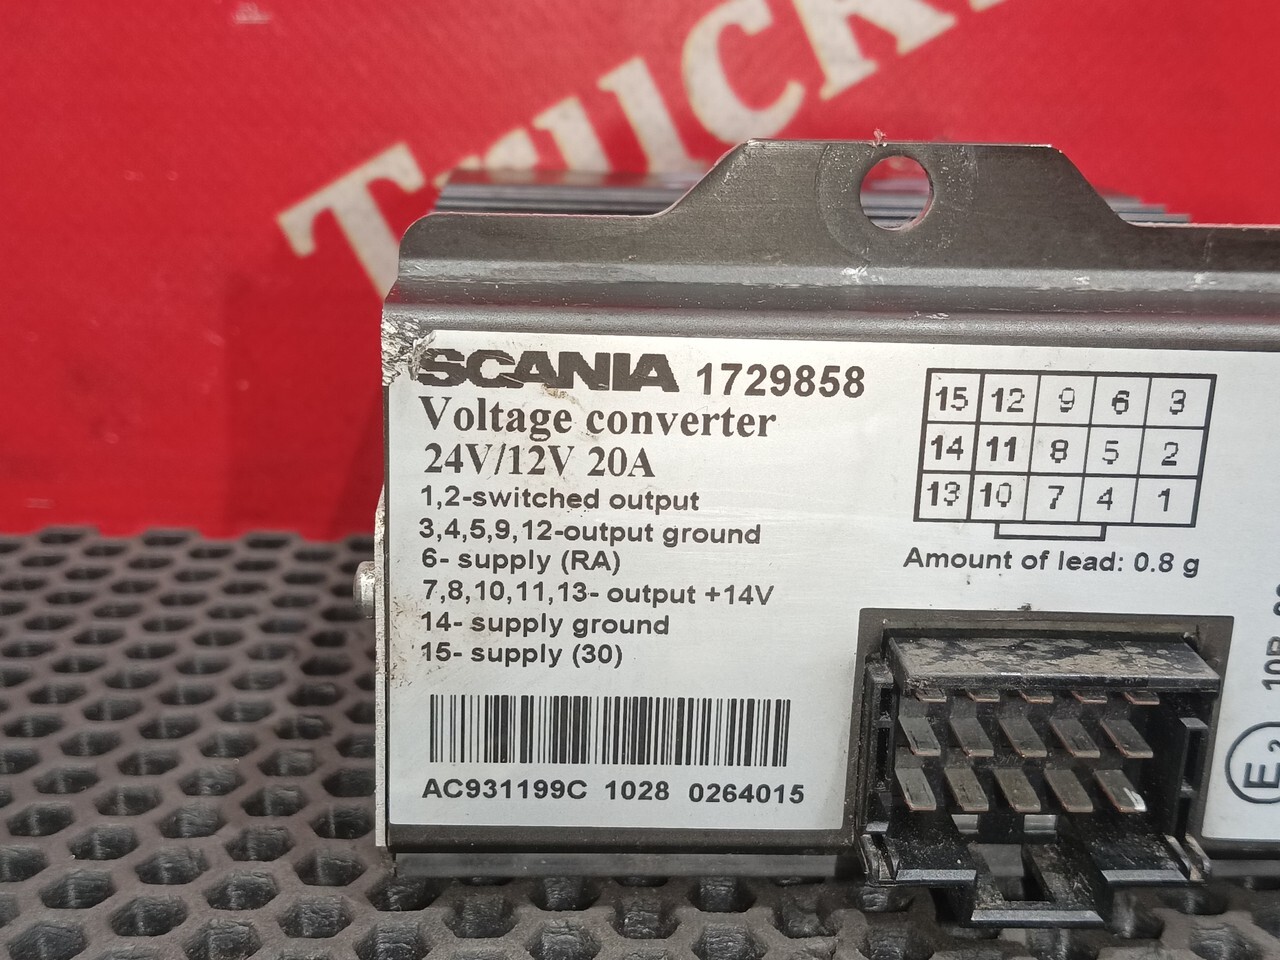 SCANIA 1729858
Voltage converter
24V/12V 20A
1,2-switched output
3,4,5,9,12-output ground
6- supply (RA)
7,8,10,11,13- output +14V
14- supply ground
15- supply (30)
AC931199C 1028 0264015
15 12 9 6 3
14 11 8 5 2
13 10 7 4 1
Amount of lead: 0.8 g
E2